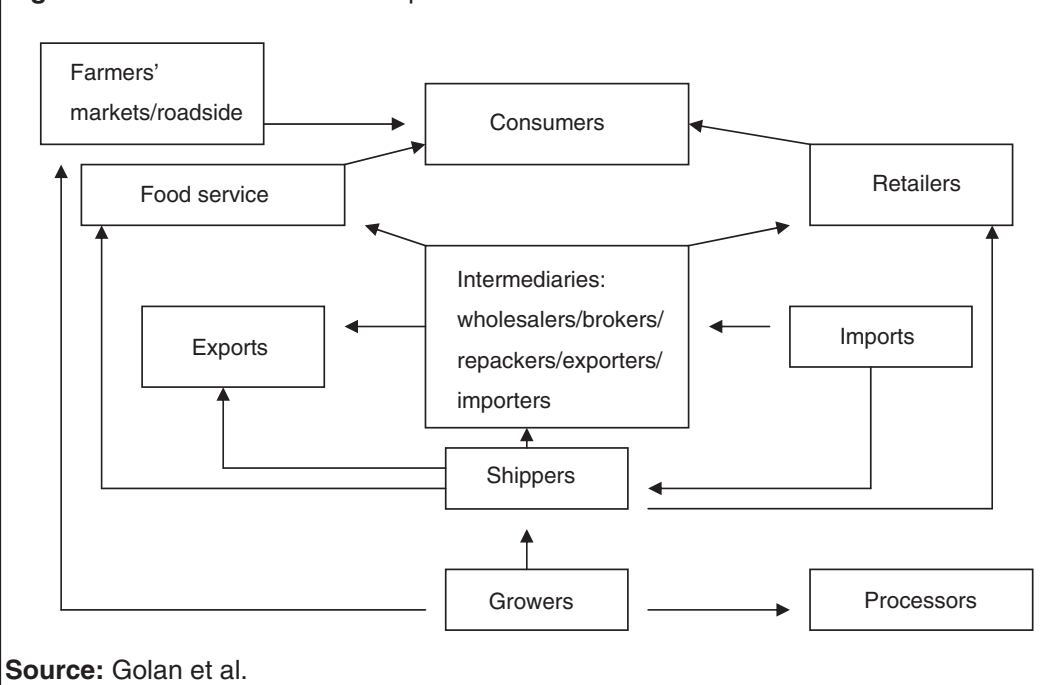 Farmers’
markets/roadside
Consumers
Food service
Retailers
Intermediaries:
wholesalers/brokers/
repackers/exporters/
importers
Exports
Imports
Shippers
Growers
Processors
Source: Golan et al.